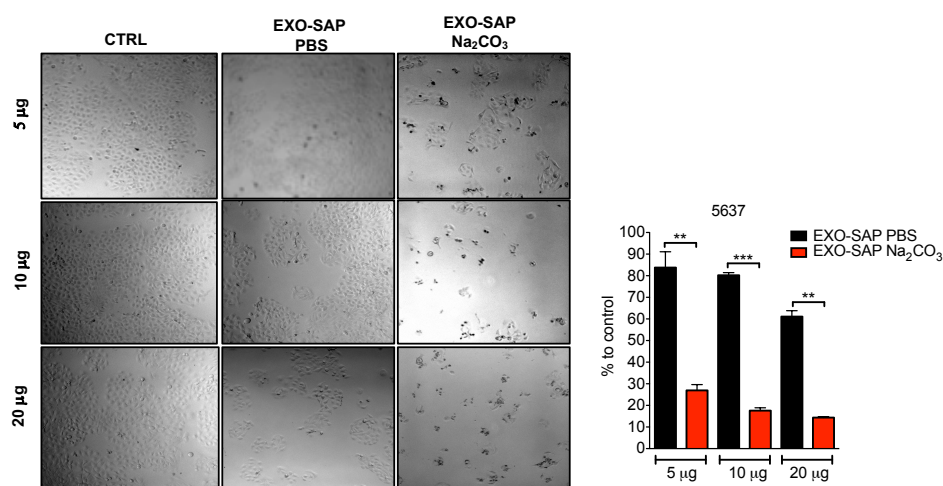 CTRL
EXO-SAP
PBS
EXO-SAP
Na₂CO₃
5 µg
10 µg
20 µg
5637
EXO-SAP PBS
EXO-SAP Na₂CO₃
% to control
100
90
80
70
60
50
40
30
20
10
0
**
***
**
5 µg
10 µg
20 µg